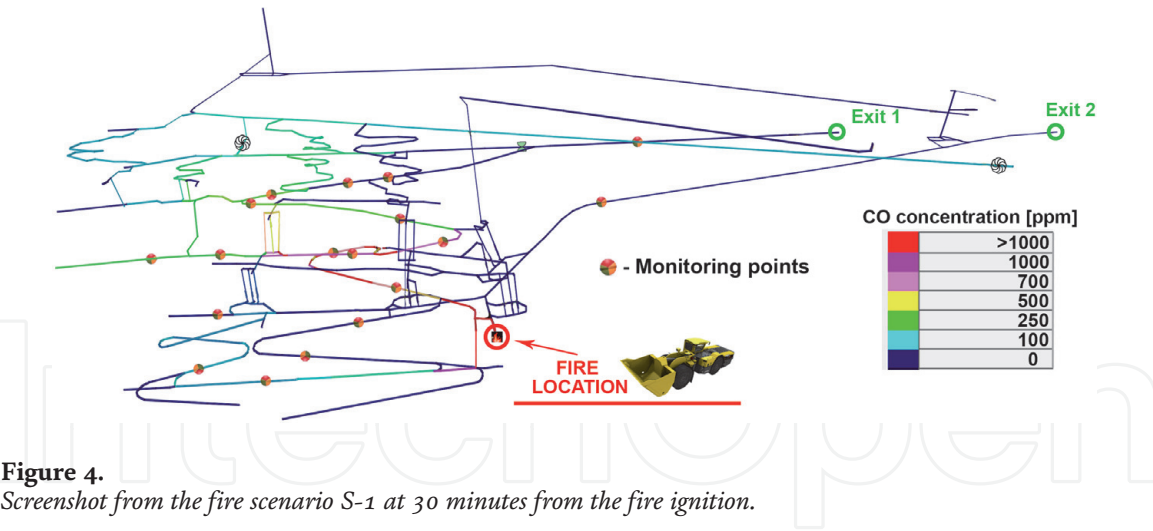 Exit 1
Exit 2
CO concentration [ppm]
>1000
1000
700
500
250
100
0
- Monitoring points
FIRE
LOCATION
IntechOpen
Figure 4.
Screenshot from the fire scenario S-1 at 30 minutes from the fire ignition.